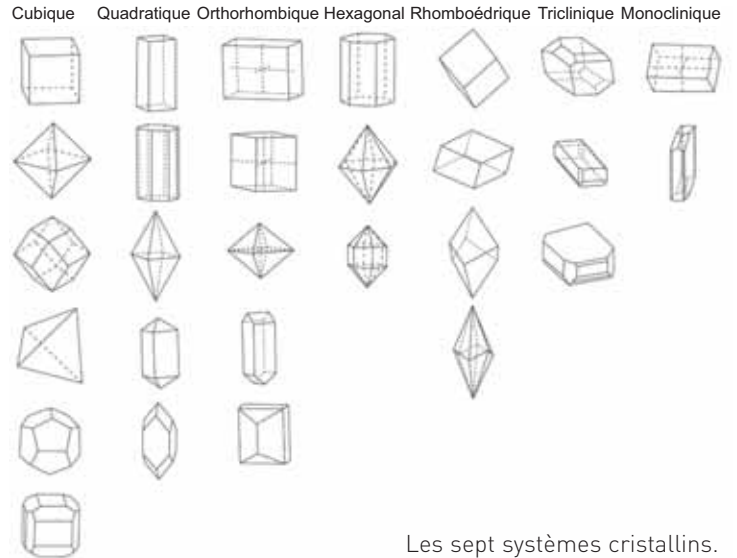 Cubique Quadratique Orthorhombique Hexagonal Rhomboédrique Triclinique Monoclinique
Les sept systèmes cristallins.